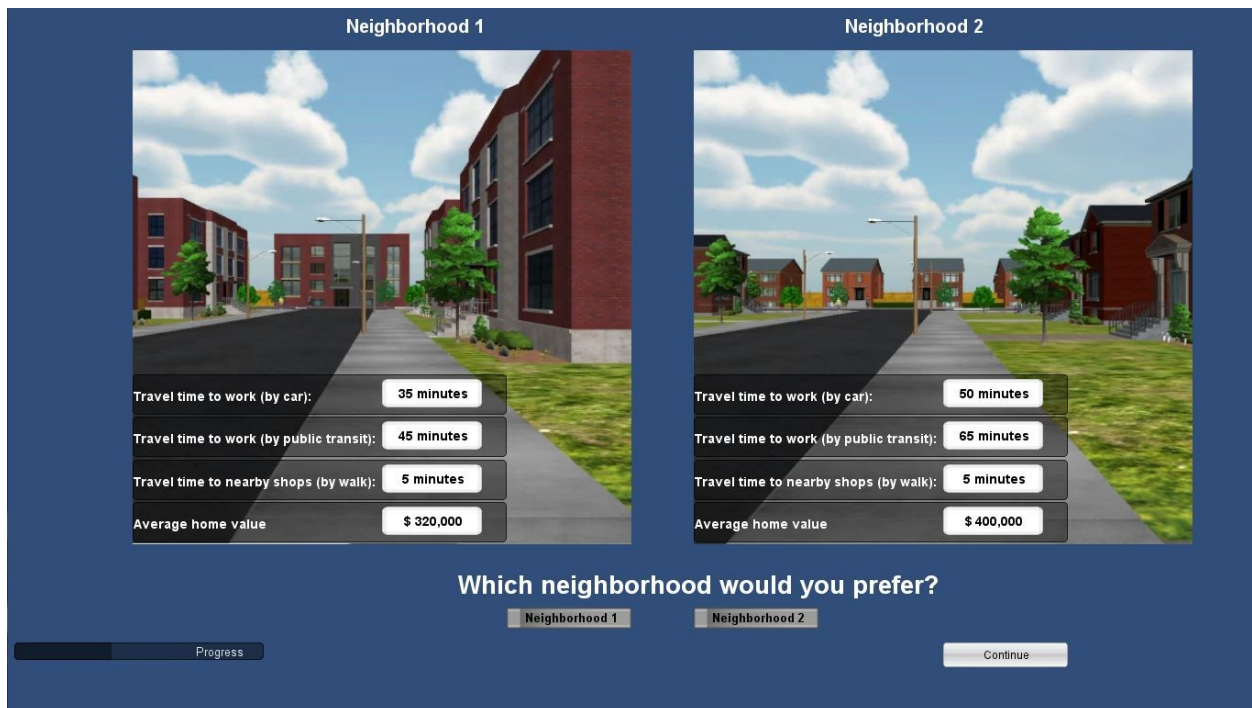 Neighborhood 1
Travel time to work (by car): 35 minutes
Travel time to work (by public transit): 45 minutes
Travel time to nearby shops (by walk): 5 minutes
Average home value $ 320,000
Neighborhood 2
Travel time to work (by car): 50 minutes
Travel time to work (by public transit): 65 minutes
Travel time to nearby shops (by walk): 5 minutes
Average home value $ 400,000
Which neighborhood would you prefer?
Neighborhood 1
Neighborhood 2
Progress
Continue